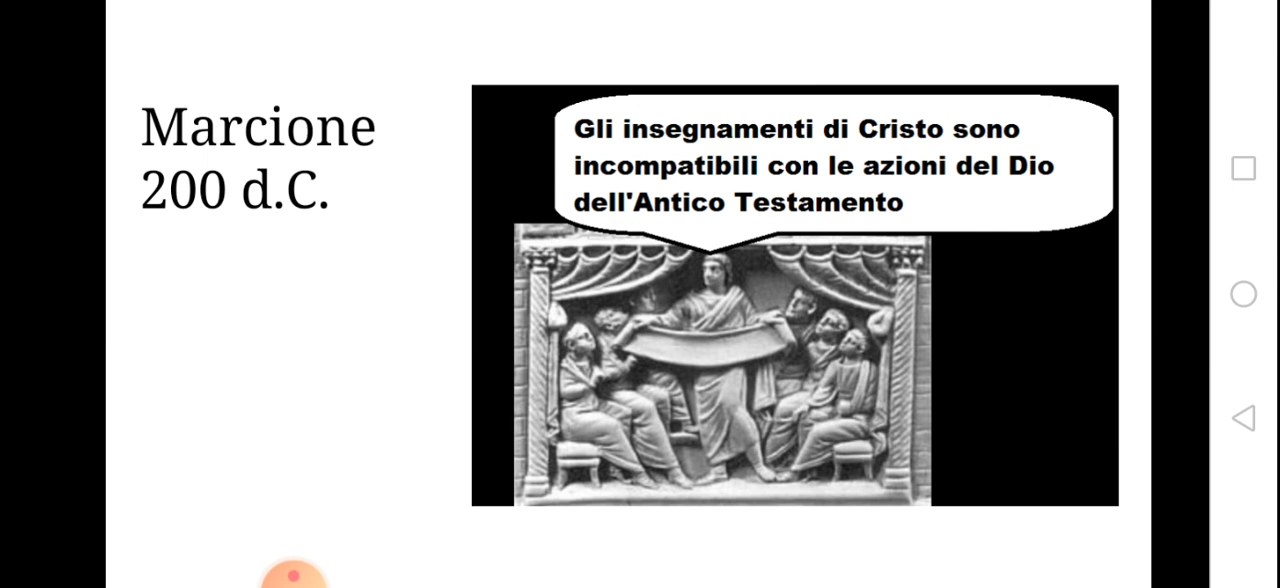 Marcione
200 d.C.
Gli insegnamenti di Cristo sono
incompatibili con le azioni del Dio
dell'Antico Testamento